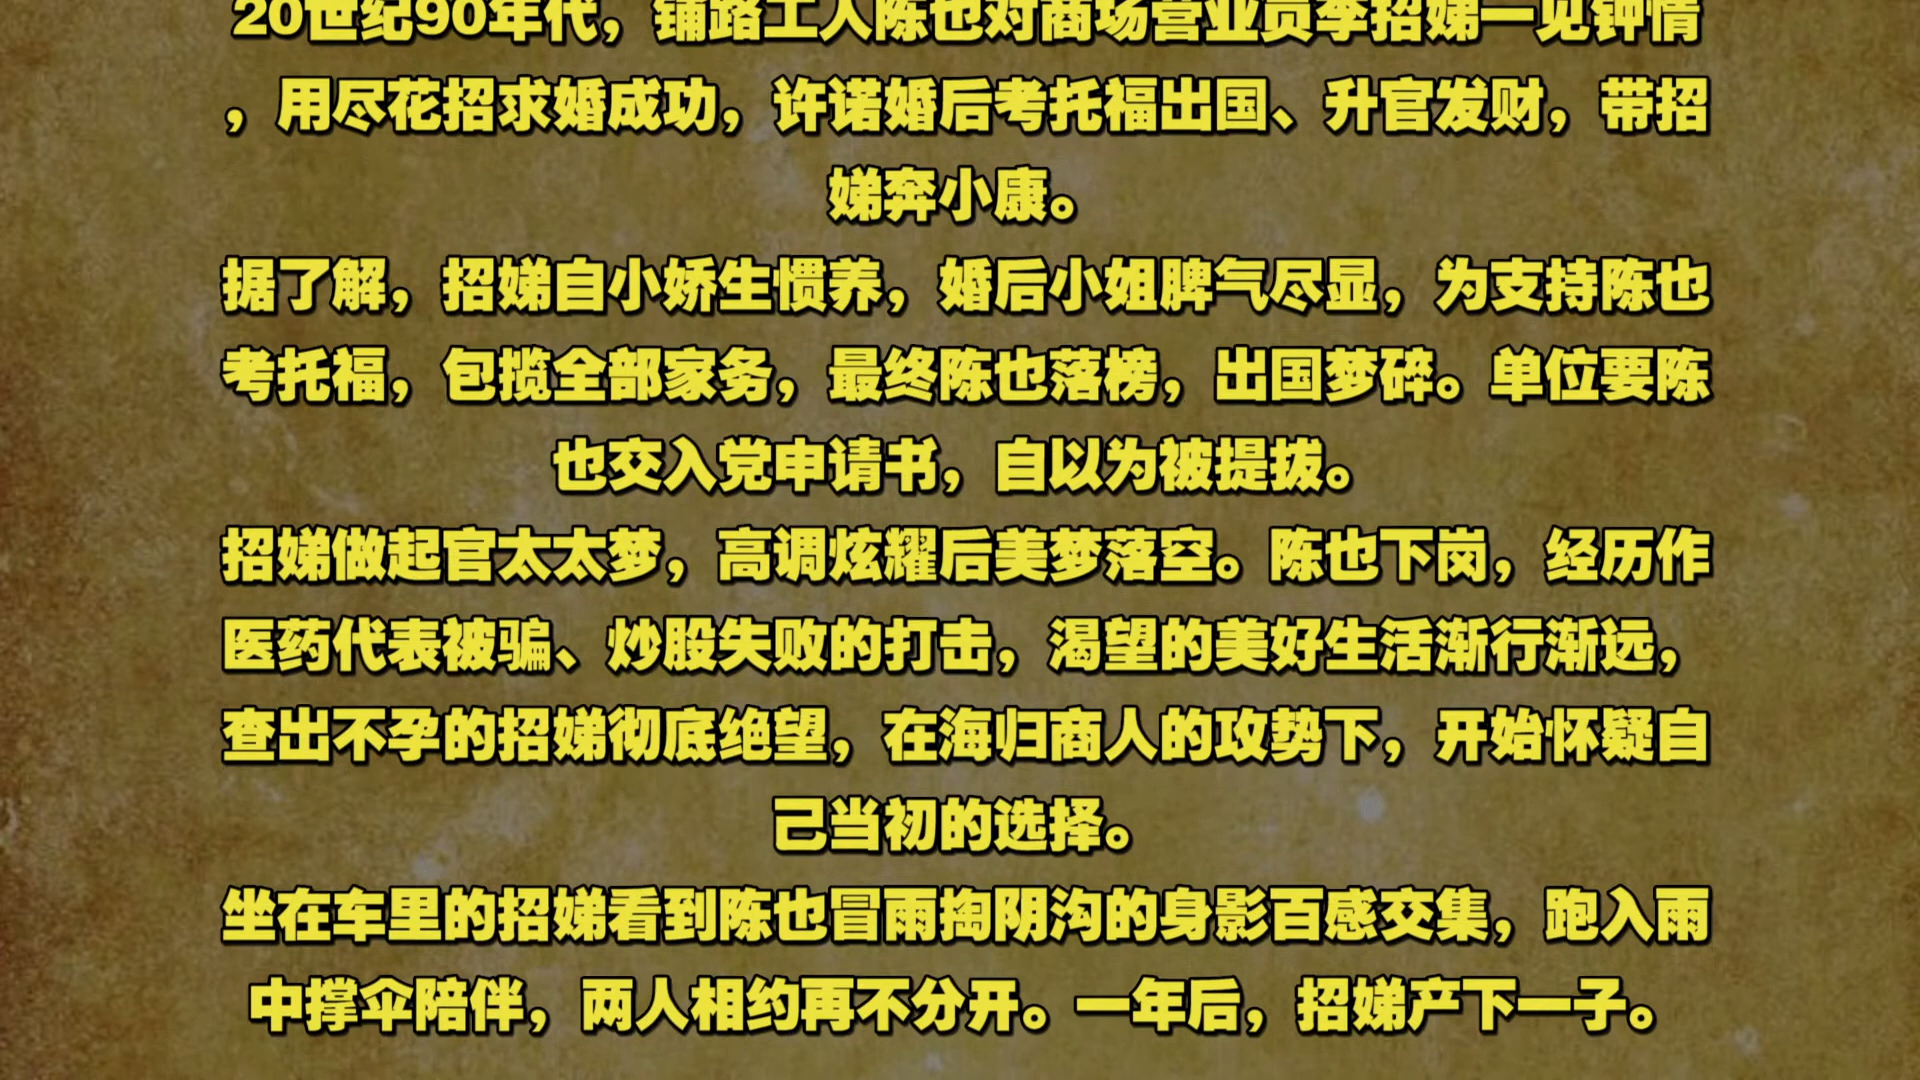 20世纪90年代，铺路工人陈也对商场营业员李招娣一见钟情
，用尽花招求婚成功，许诺婚后考托福出国、升官发财，带招
娣奔小康。
据了解，招娣自小娇生惯养，婚后小姐脾气尽显，为支持陈也
考托福，包揽全部家务，最终陈也落榜，出国梦碎。单位要陈
也交入党申请书，自以为被提拔。
招娣做起官太太梦，高调炫耀后美梦落空。陈也下岗，经历作
医药代表被骗、炒股失败的打击，渴望的美好生活渐行渐远，
查出不孕的招娣彻底绝望，在海归商人的攻势下，开始怀疑自
己当初的选择。
坐在车里的招娣看到陈也冒雨掏阴沟的身影百感交集，跑入雨
中撑伞陪伴，两人相约再不分开。一年后，招娣产下一子。